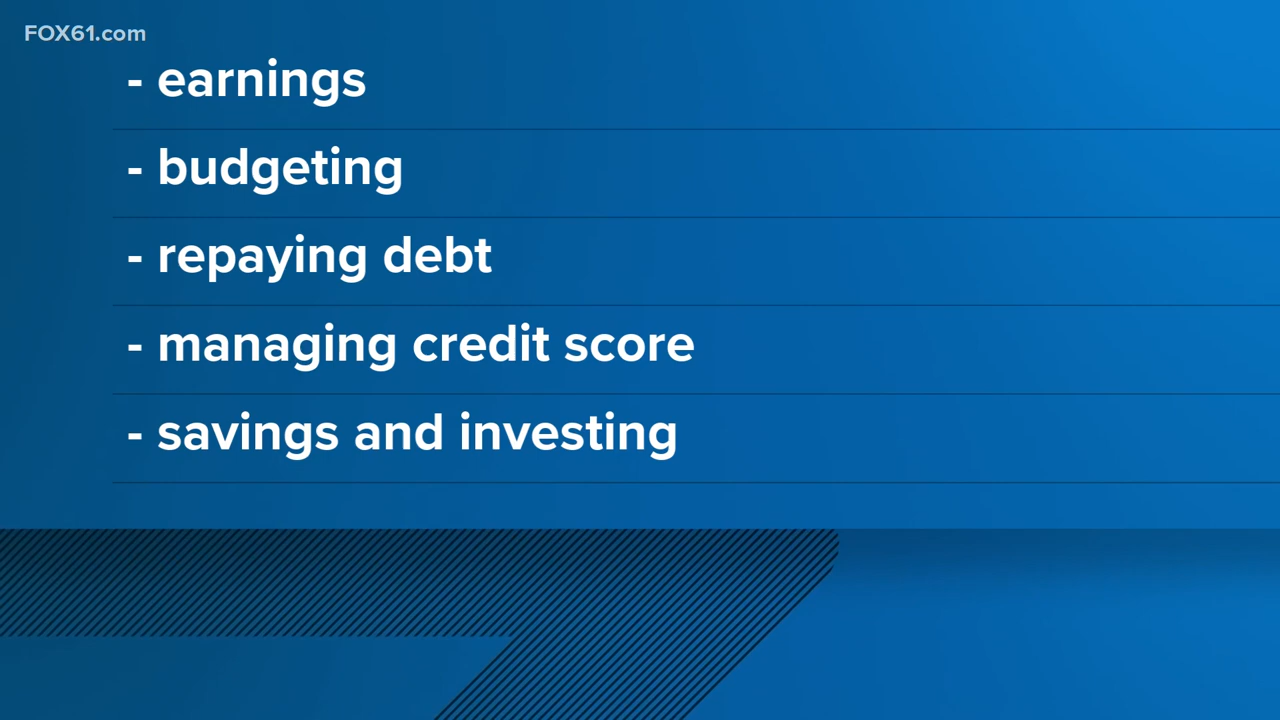 FOX61.com
- earnings
- budgeting
- repaying debt
- managing credit score
- savings and investing